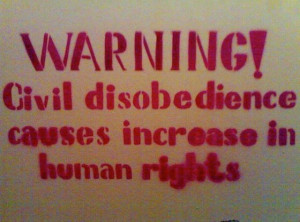 WARNING!
Civil disobedience
causes increase in
human rights